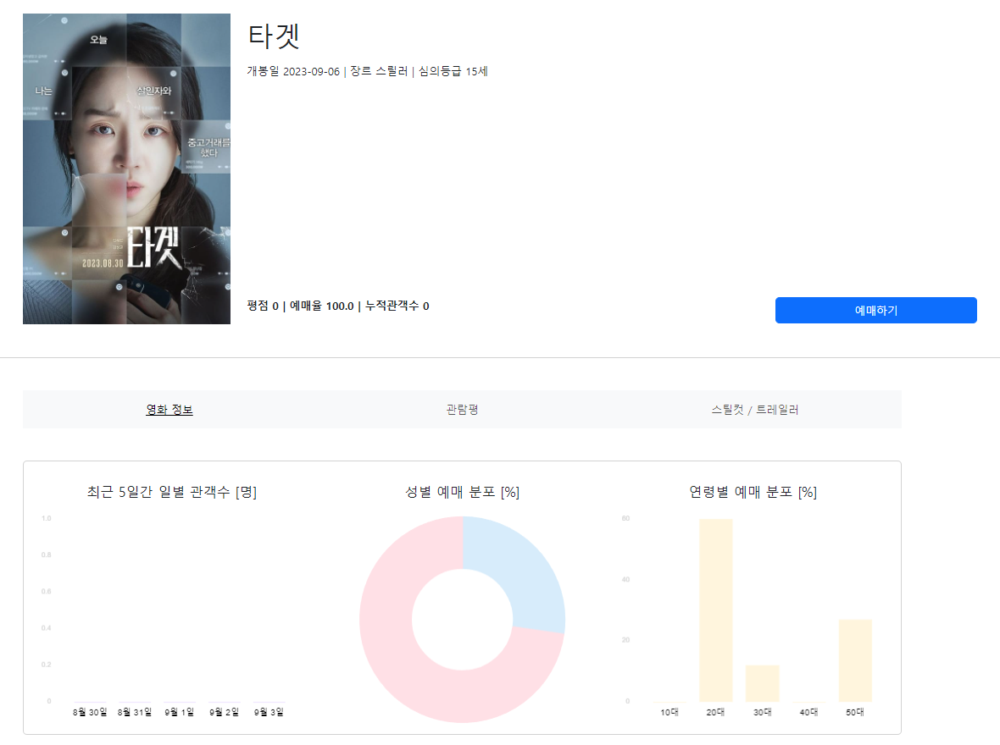 오늘
나는
살인자와
중고거래를
했다
타겟
2023.08.30
타겟
개봉일 2023-09-06 | 장르 스릴러 | 심의등급 15세
평점 0 | 예매율 100.0 | 누적관객수 0
예매하기
영화 정보
관람평
스틸컷 / 트레일러
최근 5일간 일별 관객수 [명]
1.0
0.8
0.6
0.4
0.2
0
8월 30일 8월 31일 9월 1일 9월 2일 9월 3일
성별 예매 분포 [%]
연령별 예매 분포 [%]
60
40
20
0
10대 20대 30대 40대 50대